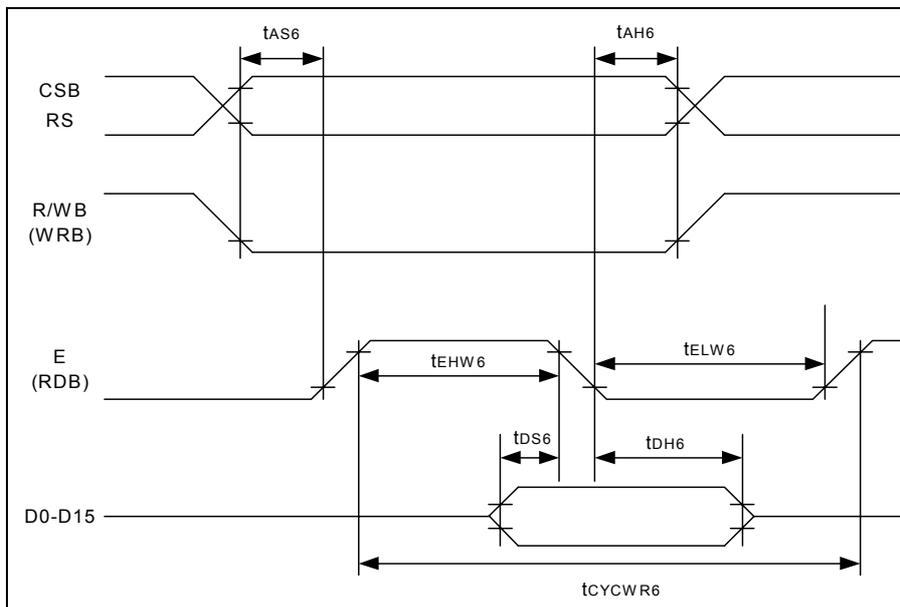 tAS6
tAH6
CSB
RS
R/WB
(WRB)
E
(RDB)
tEHW6
tELW6
tDS6
tDH6
D0-D15
tCYCWR6